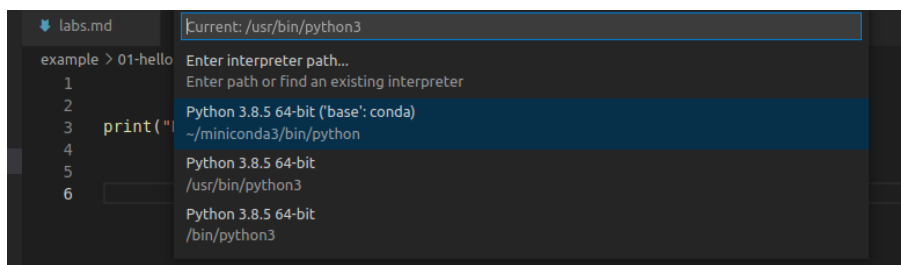 labs.md
Current: /usr/bin/python3
example > 01-hello
Enter interpreter path...
Enter path or find an existing interpreter
Python 3.8.5 64-bit ('base': conda)
~/miniconda3/bin/python
Python 3.8.5 64-bit
/usr/bin/python3
Python 3.8.5 64-bit
/bin/python3
1
2
3 print("
4
5
6